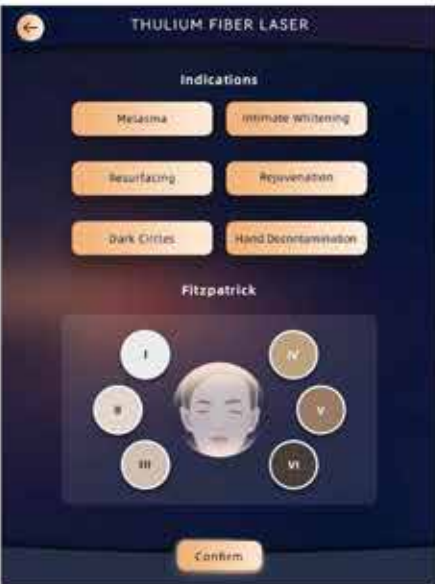 THULIUM FIBER LASER
Indications
Melasma
Intimate Whitening
Resurfacing
Rejuvenation
Dark Circles
Hand Decontamination
Fitzpatrick
I
IV
II
V
III
VI
Confirm